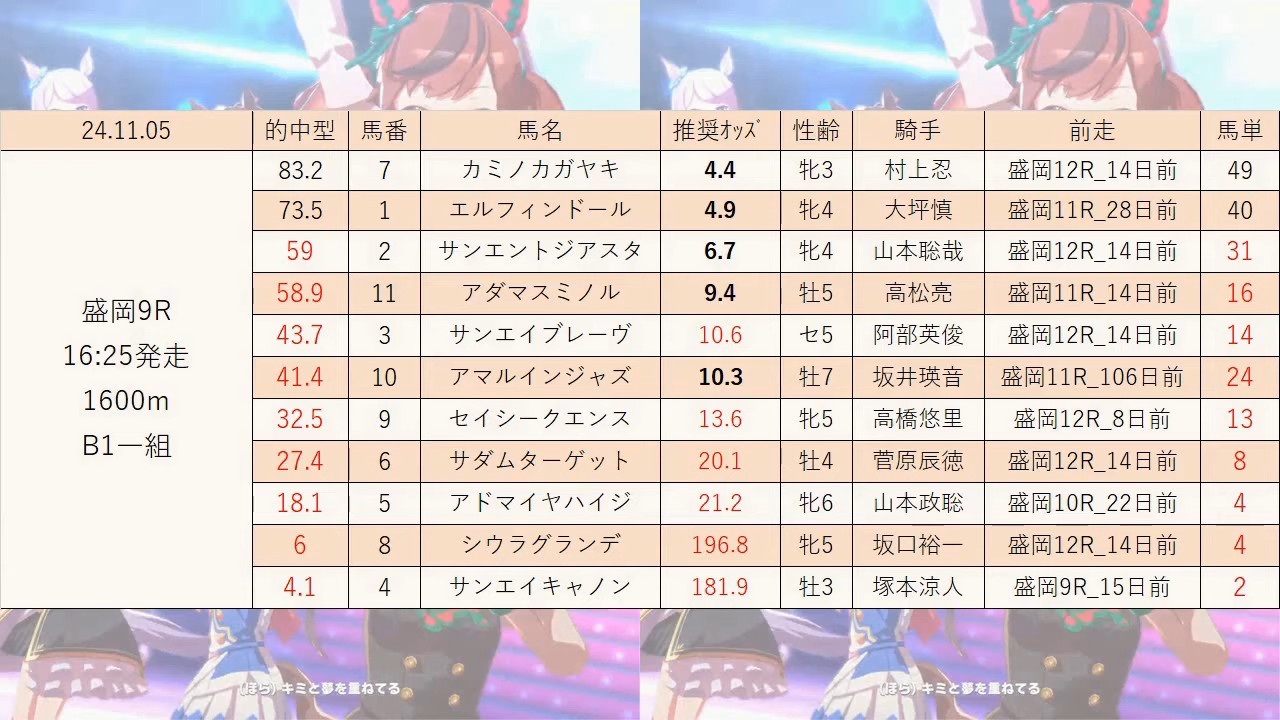 24.11.05 的中型 馬番 馬名 推奨ｵｯｽﾞ 性齢 騎手 前走 馬単
盛岡9R
16:25発走
1600m
B1一組
83.2 7 カミノカガヤキ 4.4 牝3 村上忍 盛岡12R_14日前 49
73.5 1 エルフィンドール 4.9 牝4 大坪慎 盛岡11R_28日前 40
59 2 サンエントジアスタ 6.7 牝4 山本聡哉 盛岡12R_14日前 31
58.9 11 アダマスミノル 9.4 牡5 高松亮 盛岡11R_14日前 16
43.7 3 サンエイブレーヴ 10.6 セ5 阿部英俊 盛岡12R_14日前 14
41.4 10 アマルインジャズ 10.3 牡7 坂井瑛音 盛岡11R_106日前 24
32.5 9 セイシークエンス 13.6 牝5 高橋悠里 盛岡12R_8日前 13
27.4 6 サダムターゲット 20.1 牡4 菅原辰徳 盛岡12R_14日前 8
18.1 5 アドマイヤハイジ 21.2 牝6 山本政聡 盛岡10R_22日前 4
6 8 シウラグランデ 196.8 牝5 坂口裕一 盛岡12R_14日前 4
4.1 4 サンエイキャノン 181.9 牡3 塚本涼人 盛岡9R_15日前 2
(ほら)キミと夢を重ねてる
(ほら)キミと夢を重ねてる